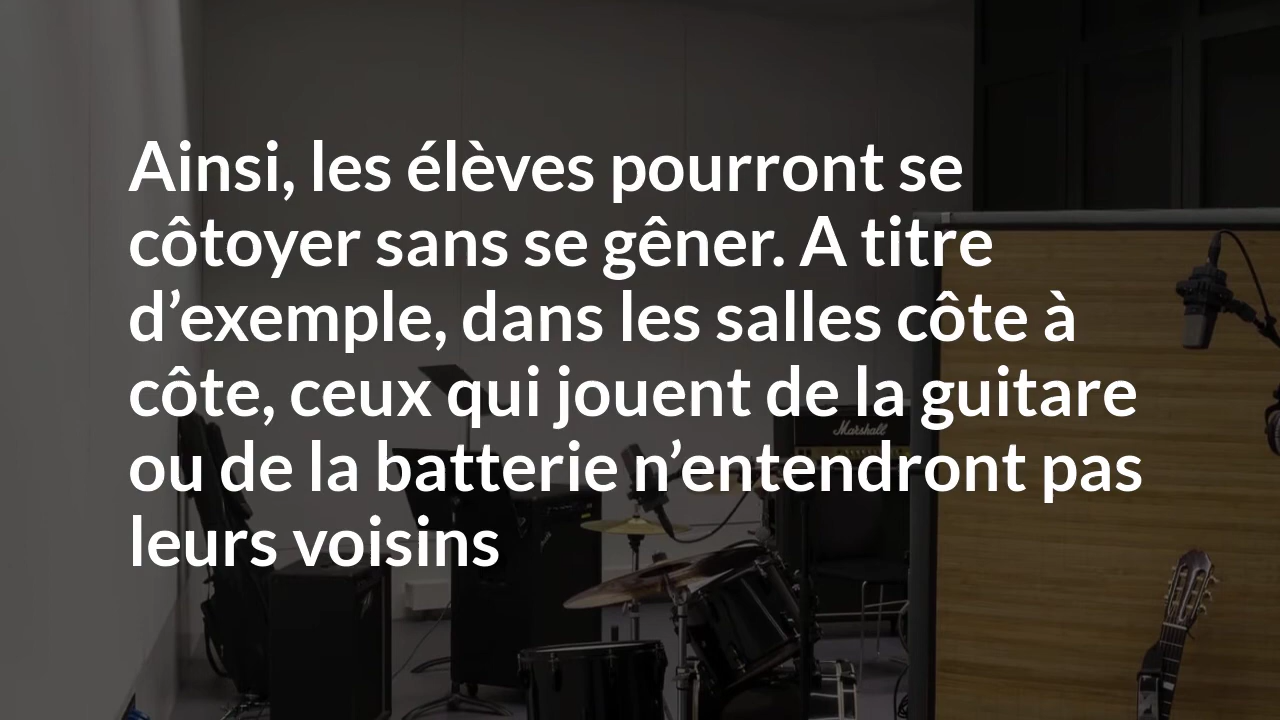 Ainsi, les élèves pourront se
côtoyer sans se gêner. A titre
d’exemple, dans les salles côte à
côte, ceux qui jouent de la guitare
ou de la batterie n’entendront pas
leurs voisins
Marshall